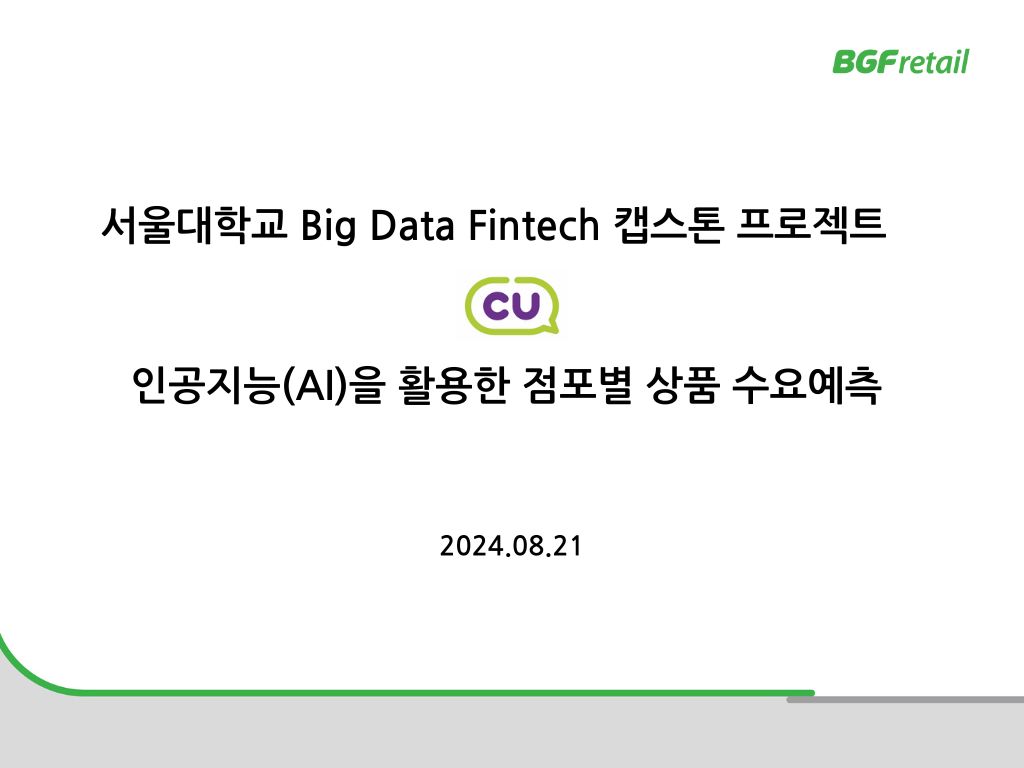 BGFretail
서울대학교 Big Data Fintech 캡스톤 프로젝트
CU
인공지능(AI)을 활용한 점포별 상품 수요예측
2024.08.21